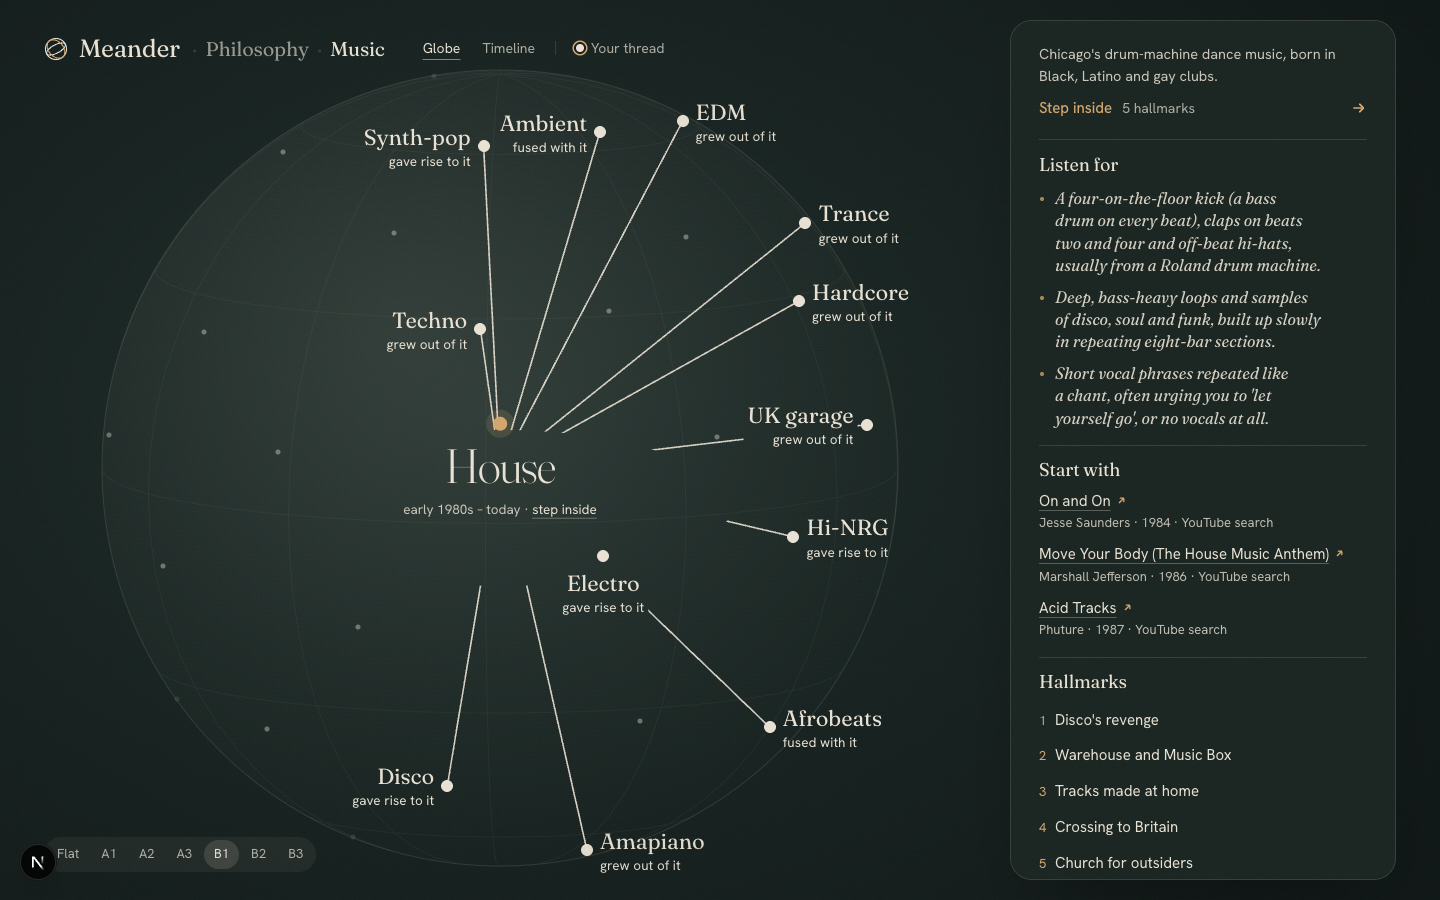 Meander · Philosophy · Music
Globe Timeline Your thread
Synth-pop
gave rise to it
Ambient
fused with it
EDM
grew out of it
Trance
grew out of it
Hardcore
grew out of it
Techno
grew out of it
UK garage
grew out of it
House
early 1980s – today · step inside
Hi-NRG
gave rise to it
Electro
gave rise to it
Afrobeats
fused with it
Disco
gave rise to it
Amapiano
grew out of it
N Flat A1 A2 A3 B1 B2 B3
Chicago's drum-machine dance music, born in
Black, Latino and gay clubs.
Step inside 5 hallmarks →
Listen for
• A four-on-the-floor kick (a bass
drum on every beat), claps on beats
two and four and off-beat hi-hats,
usually from a Roland drum machine.
• Deep, bass-heavy loops and samples
of disco, soul and funk, built up slowly
in repeating eight-bar sections.
• Short vocal phrases repeated like
a chant, often urging you to 'let
yourself go', or no vocals at all.
Start with
On and On ↗
Jesse Saunders · 1984 · YouTube search
Move Your Body (The House Music Anthem) ↗
Marshall Jefferson · 1986 · YouTube search
Acid Tracks ↗
Phuture · 1987 · YouTube search
Hallmarks
1 Disco's revenge
2 Warehouse and Music Box
3 Tracks made at home
4 Crossing to Britain
5 Church for outsiders